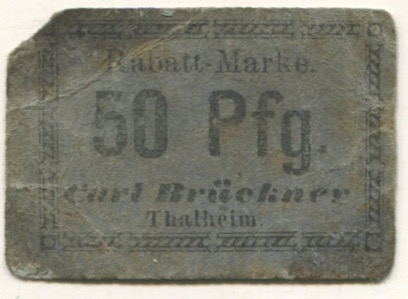 Rabatt-Marke.
50 Pfg.
Carl Brückner
Thalheim.